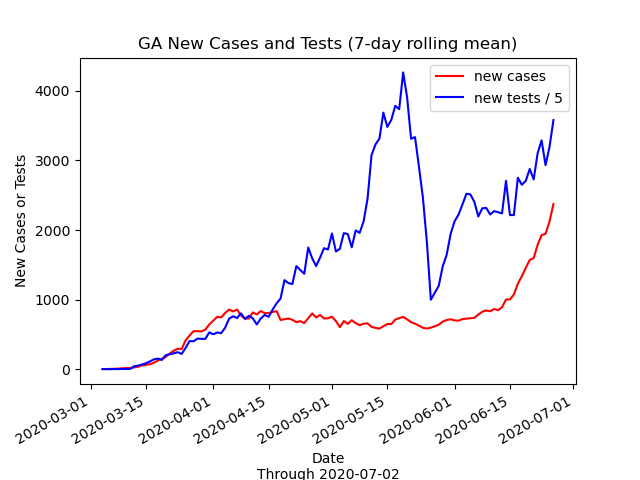 GA New Cases and Tests (7-day rolling mean)
new cases
new tests / 5
New Cases or Tests
4000
3000
2000
1000
0
2020-03-01
2020-03-15
2020-04-01
2020-04-15
2020-05-01
2020-05-15
2020-06-01
2020-06-15
2020-07-01
Date
Through 2020-07-02